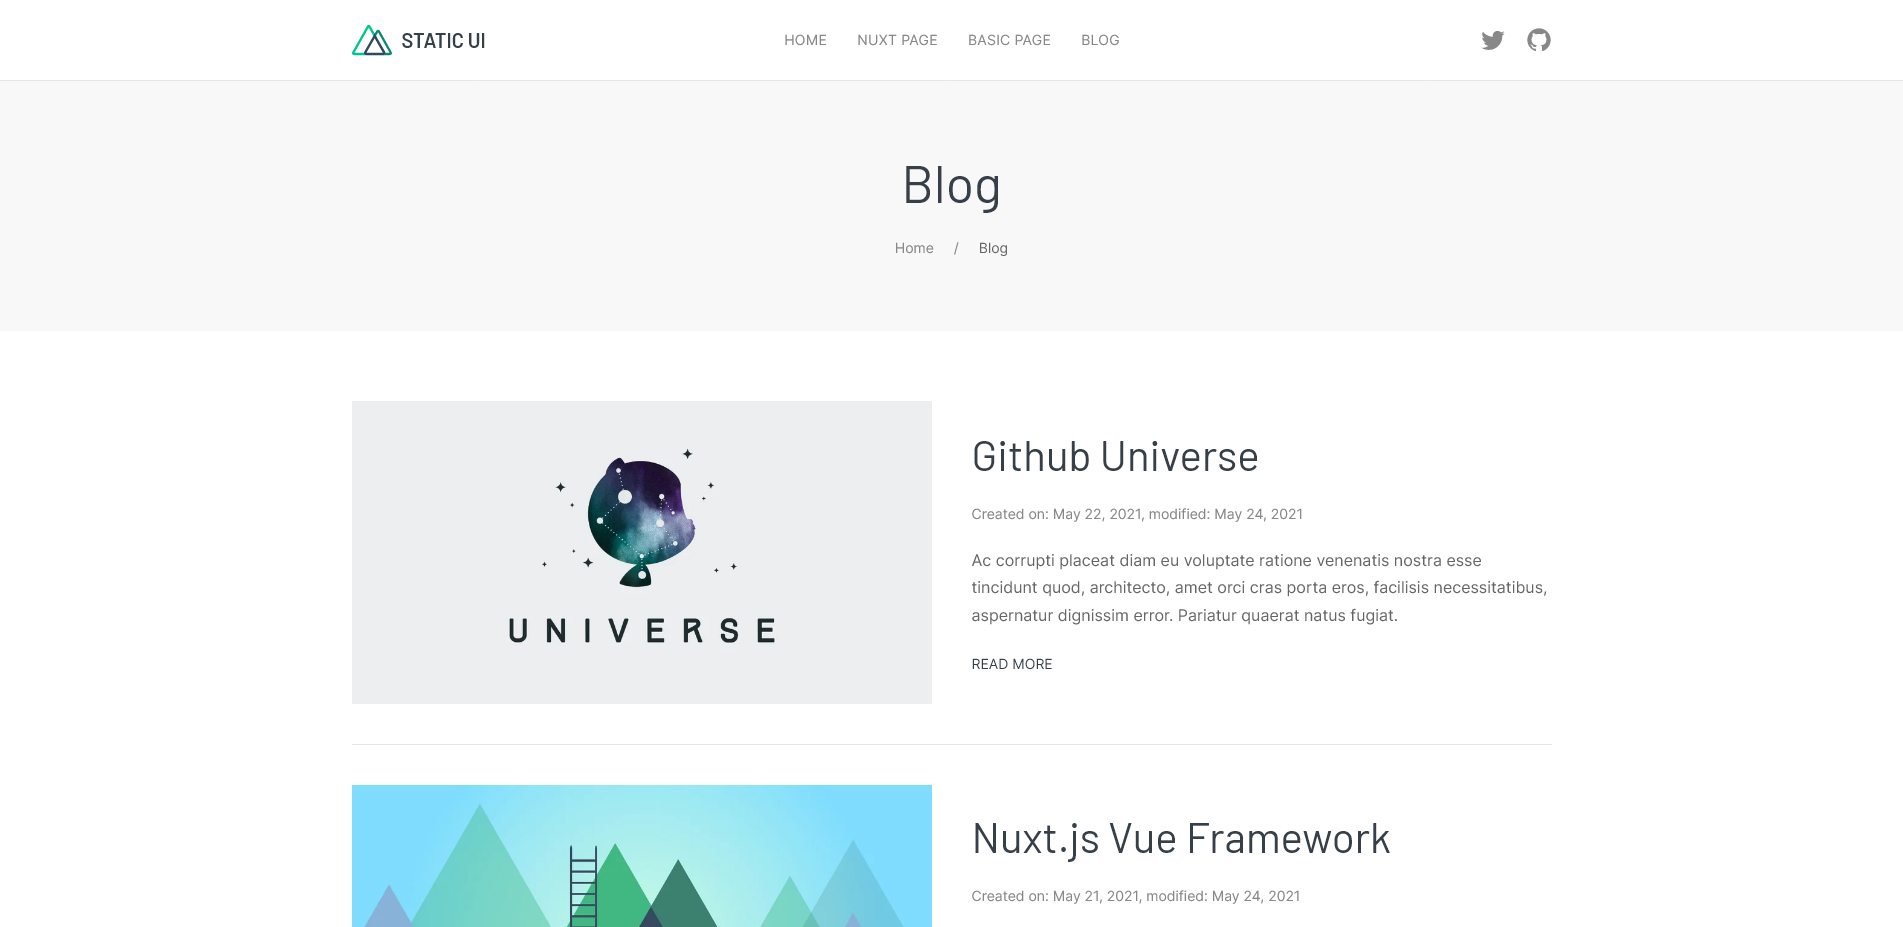 STATIC UI
HOME NUXT PAGE BASIC PAGE BLOG
Blog
Home / Blog
UNIVERSE
Github Universe
Created on: May 22, 2021, modified: May 24, 2021
Ac corrupti placeat diam eu voluptate ratione venenatis nostra esse
tincidunt quod, architecto, amet orci cras porta eros, facilisis necessitatibus,
aspernatur dignissim error. Pariatur quaerat natus fugiat.
READ MORE
Nuxt.js Vue Framework
Created on: May 21, 2021, modified: May 24, 2021